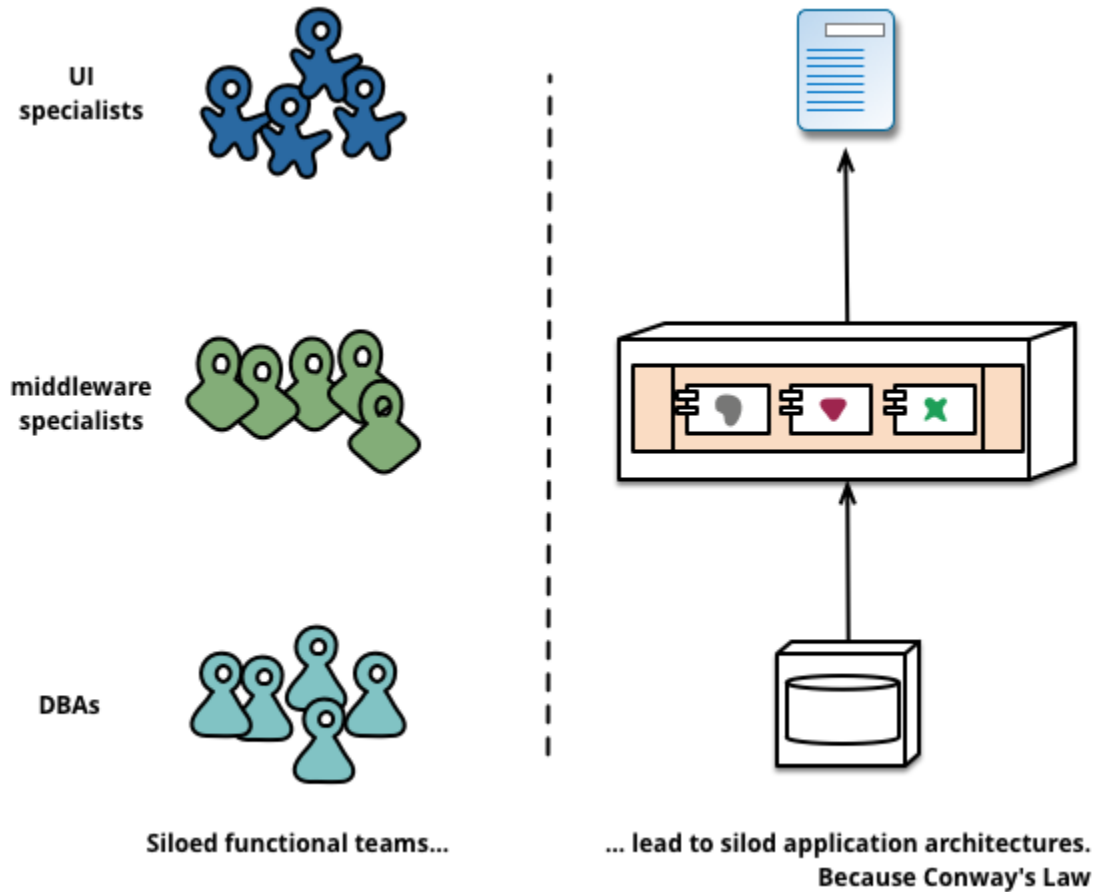 UI
specialists
middleware
specialists
DBAs
Siloed functional teams...
... lead to silod application architectures.
Because Conway's Law